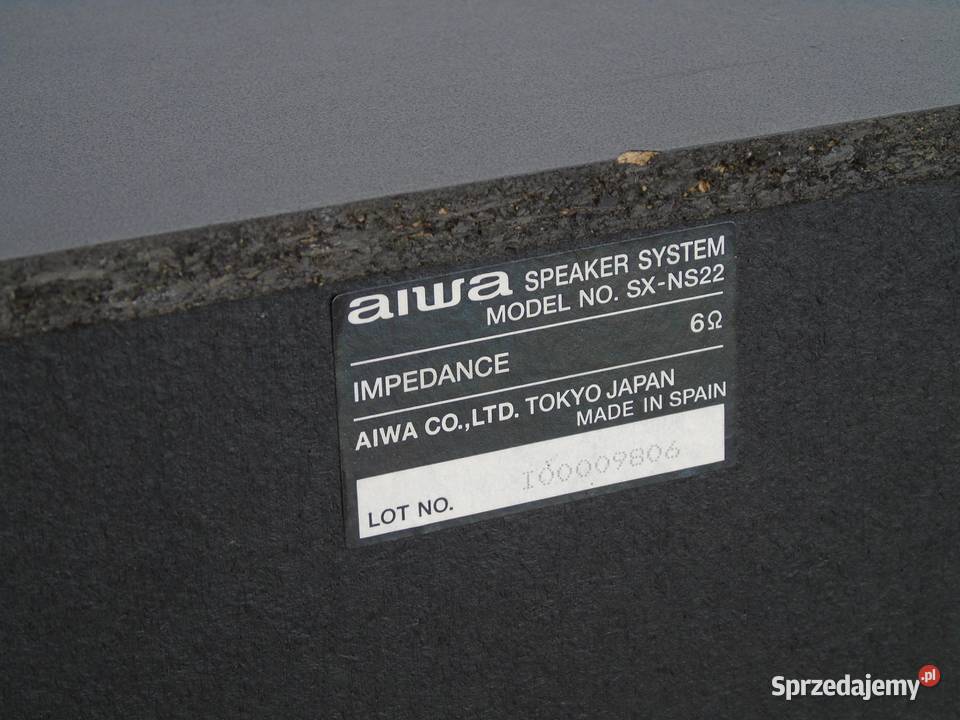 aiwa SPEAKER SYSTEM
MODEL NO. SX-NS22
IMPEDANCE 6Ω
AIWA CO.,LTD. TOKYO JAPAN
MADE IN SPAIN
LOT NO. I00009806
Sprzedajemy.pl